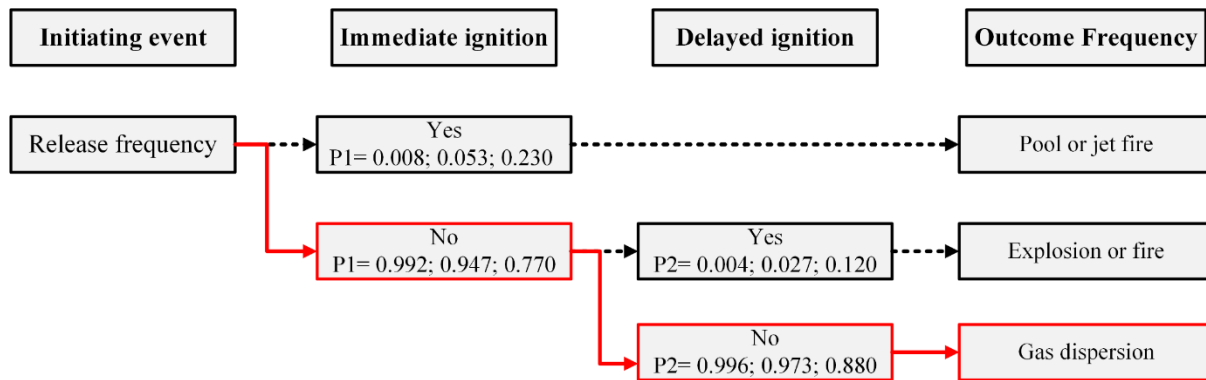 Initiating event
Immediate ignition
Delayed ignition
Outcome Frequency
Release frequency
Yes
P1= 0.008; 0.053; 0.230
Pool or jet fire
No
P1= 0.992; 0.947; 0.770
Yes
P2= 0.004; 0.027; 0.120
Explosion or fire
No
P2= 0.996; 0.973; 0.880
Gas dispersion